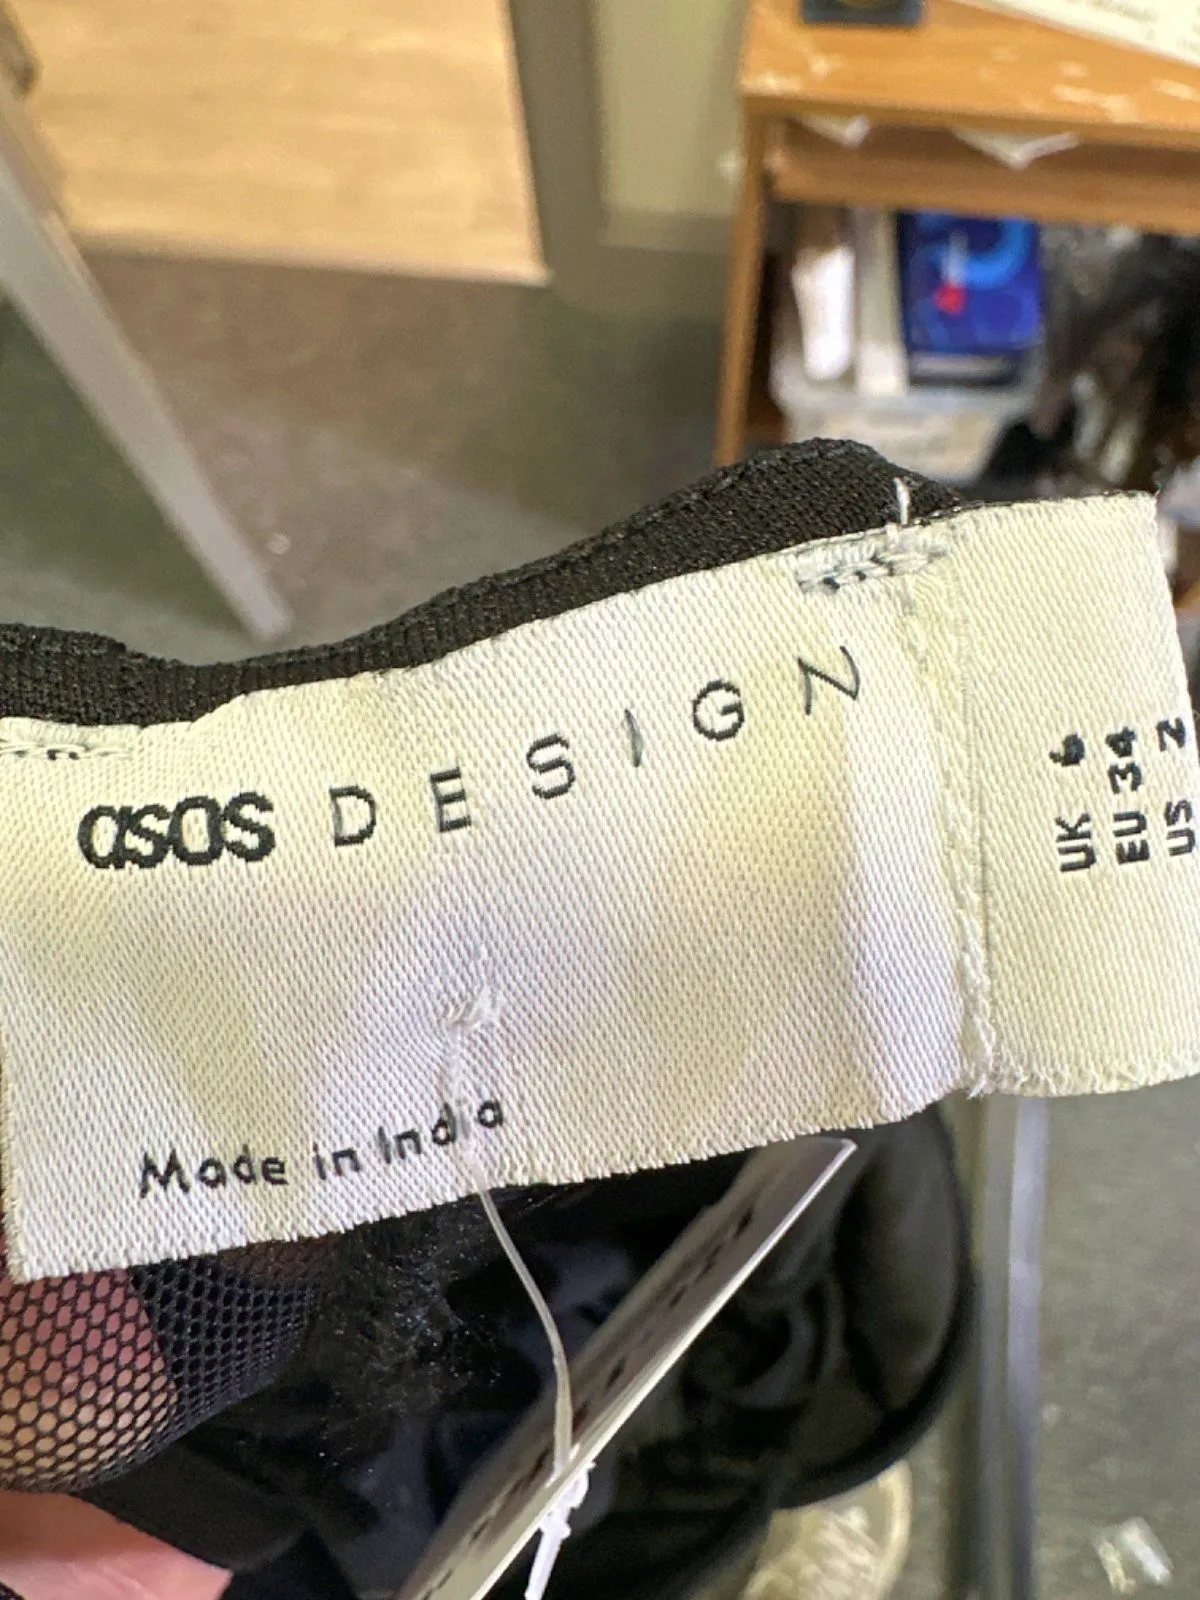 asos DESIGN
Made in India
UK 6
EU 34
US 2